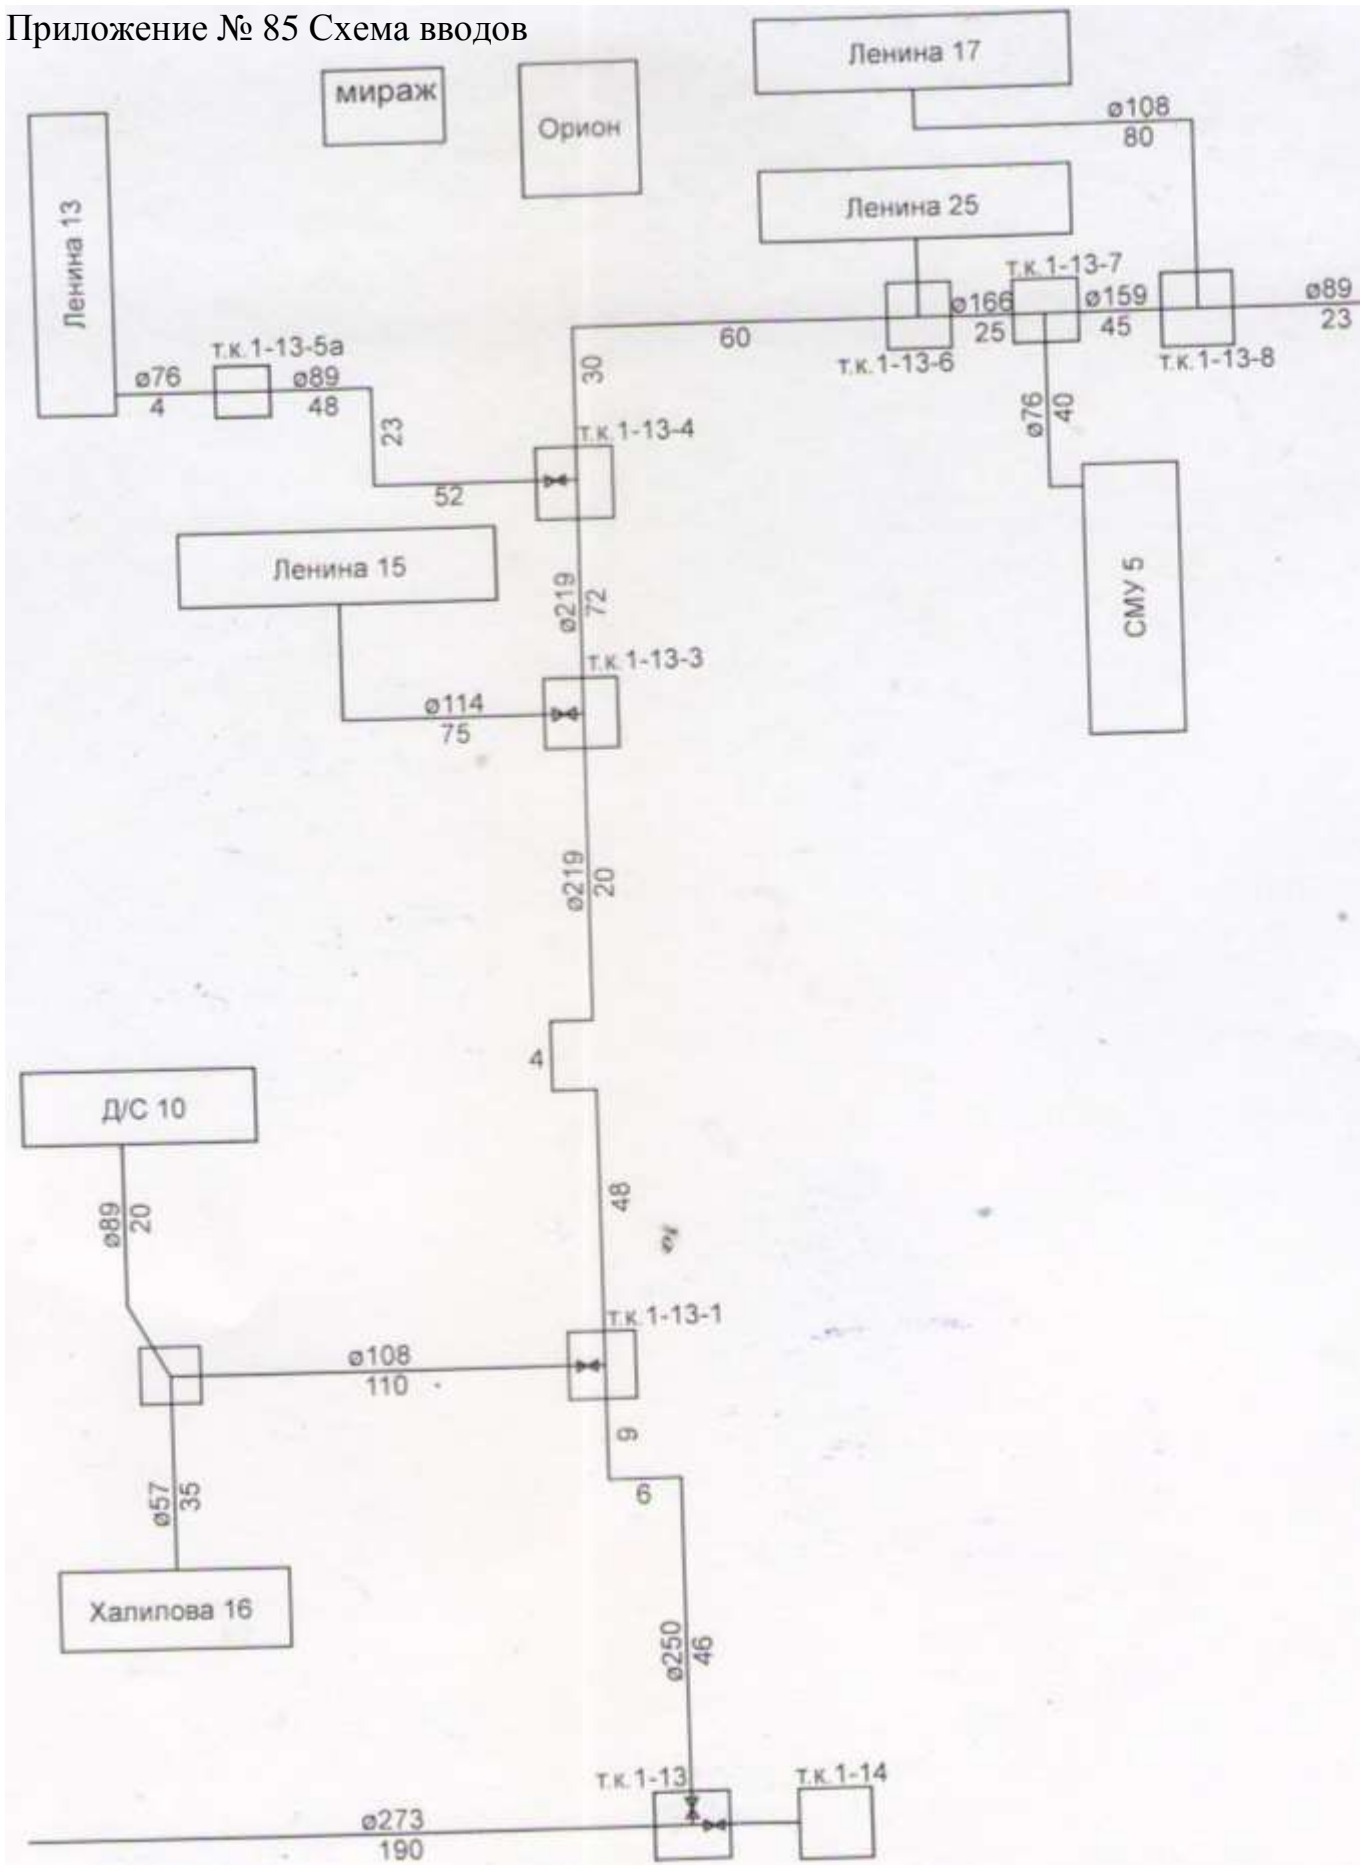 Приложение № 85 Схема вводов
Ленина 17
мираж
Орион
ø108
80
Ленина 13
Ленина 25
т.к.1-13-7
ø166
25
ø159
45
ø89
23
60
т.к.1-13-6
т.к.1-13-8
т.к.1-13-5а
ø76
4
ø89
48
30
23
ø76
40
т.к.1-13-4
52
Ленина 15
ø219
72
СМУ 5
т.к.1-13-3
ø114
75
ø219
20
4
Д/С 10
ø89
20
48
т.к.1-13-1
ø108
110
9
6
ø57
35
Халилова 16
ø250
46
т.к.1-13
т.к.1-14
ø273
190